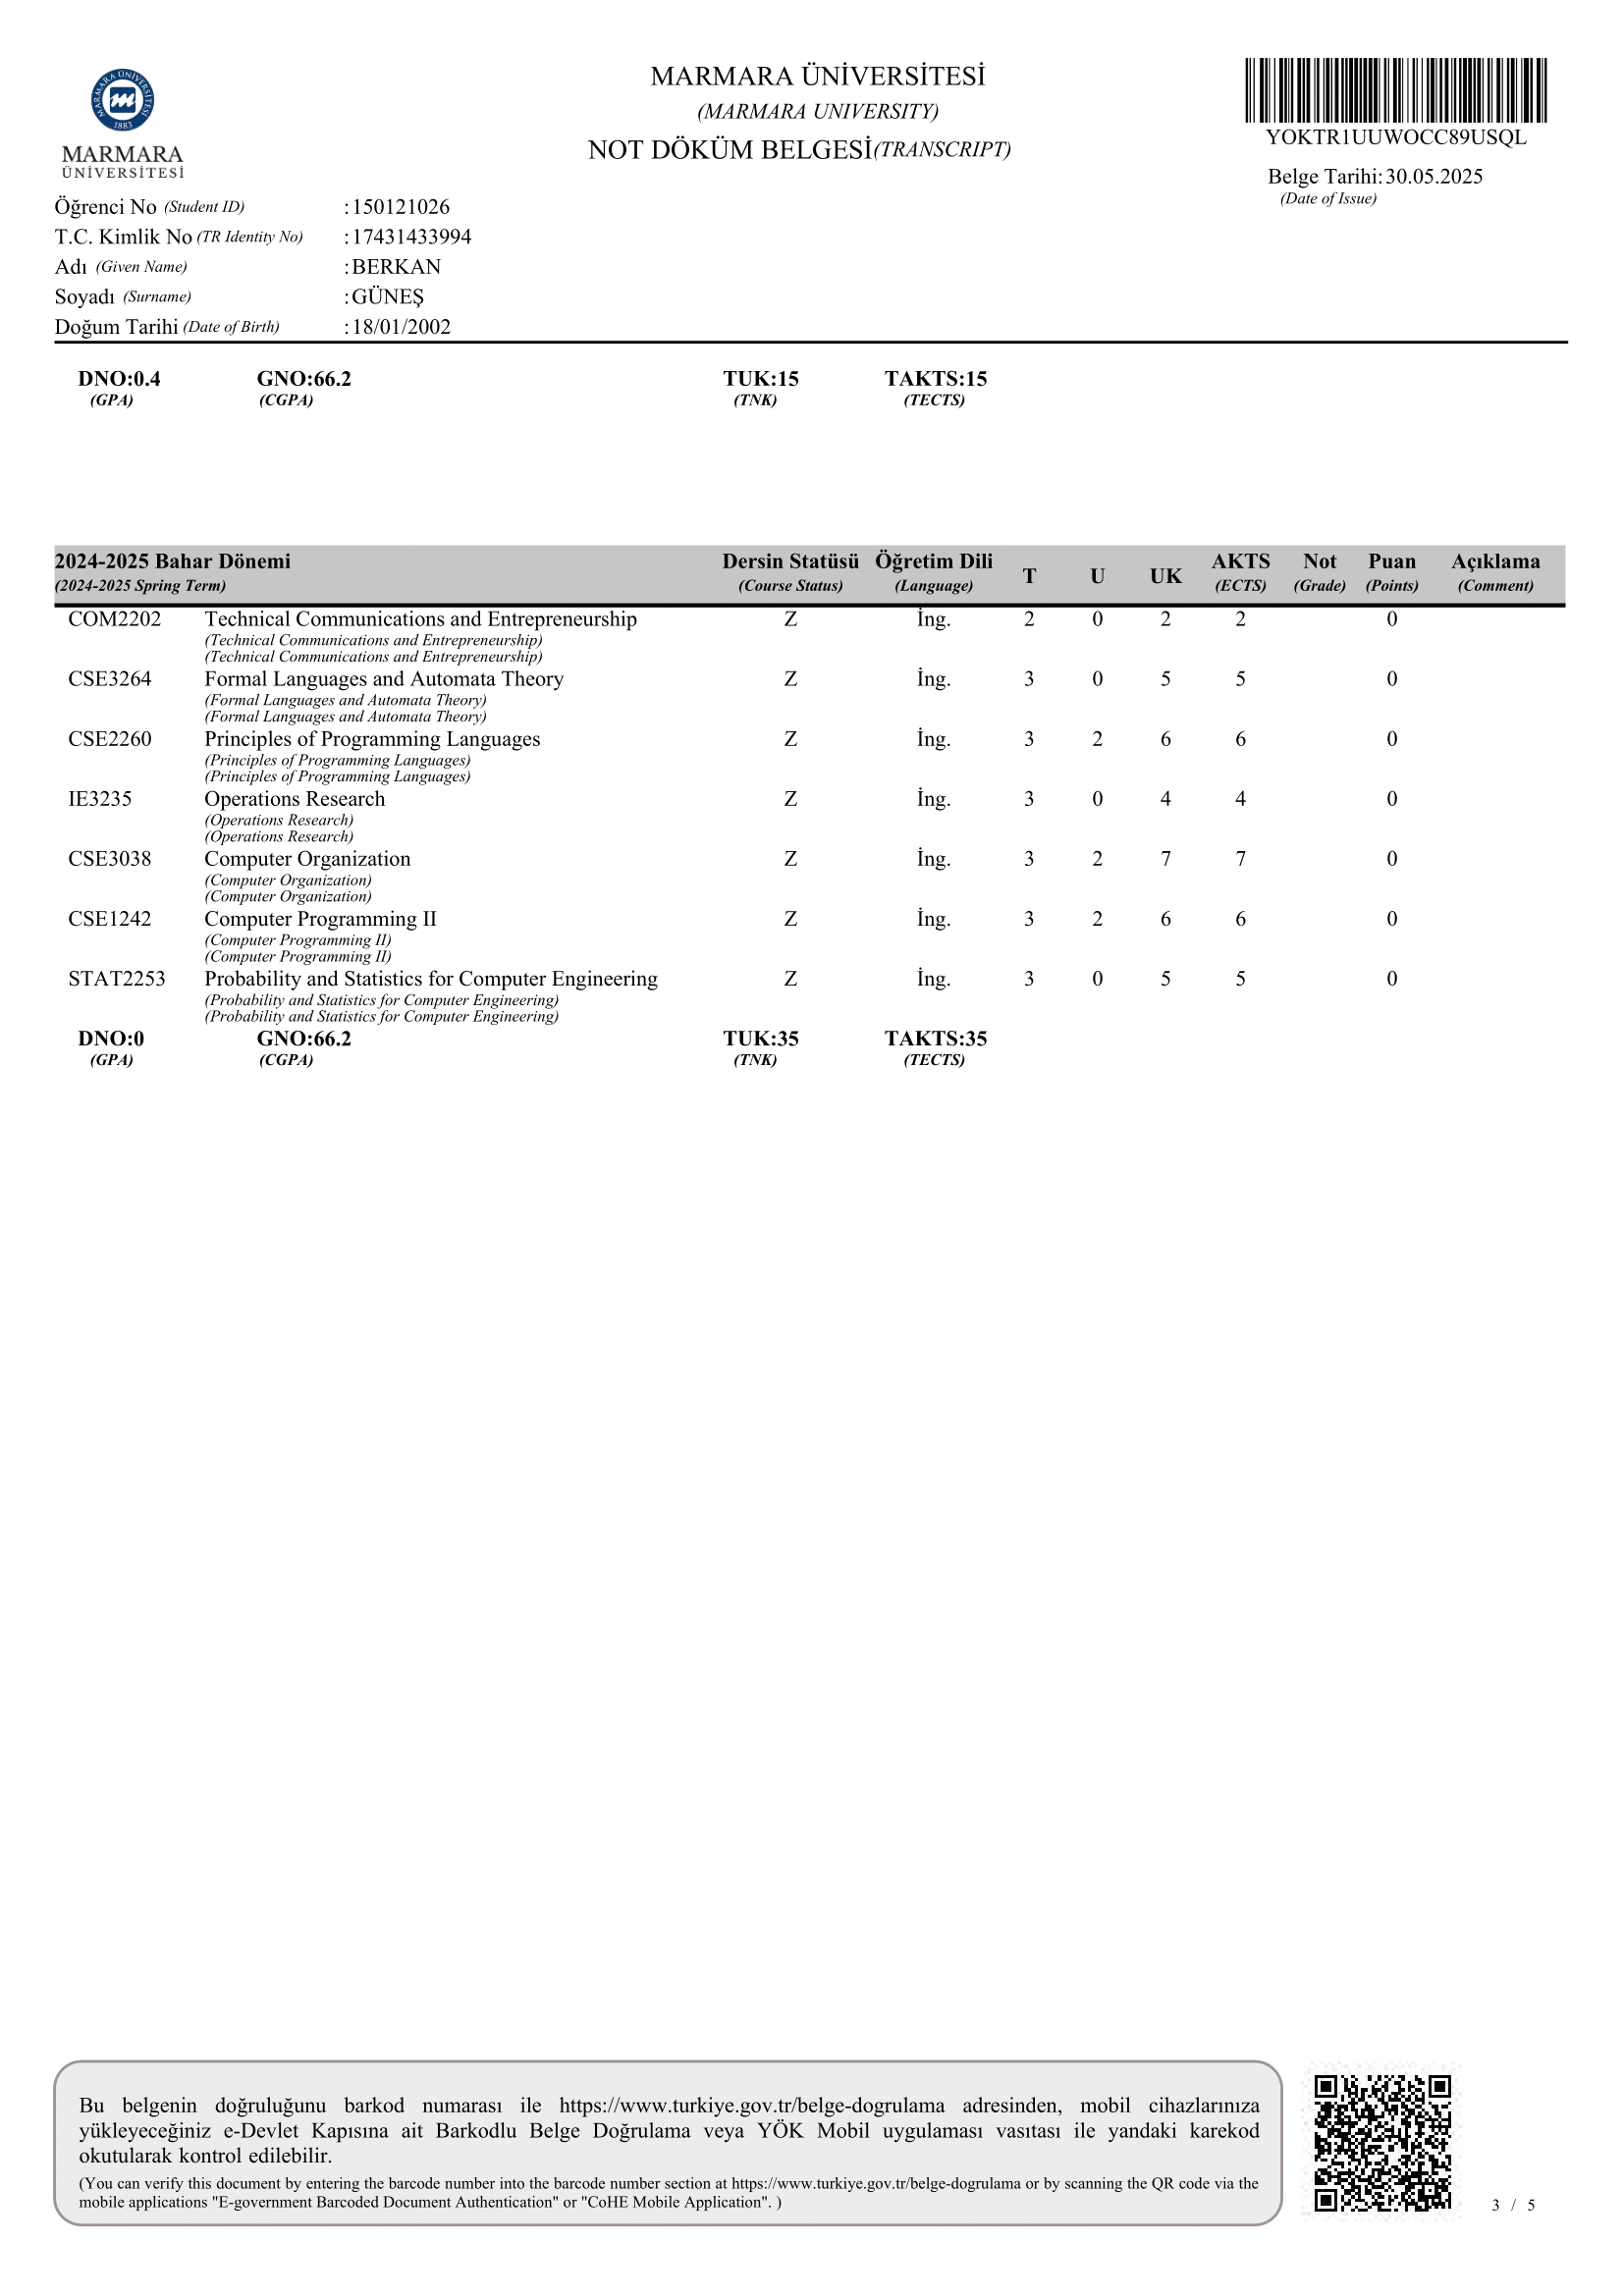 MARMARA ÜNİVERSİTESİ
1883
MARMARA
ÜNİVERSİTESİ
MARMARA ÜNİVERSİTESİ
(MARMARA UNIVERSITY)
NOT DÖKÜM BELGESİ(TRANSCRIPT)
YOKTR1UUWOCC89USQL
Belge Tarihi:30.05.2025
(Date of Issue)
Öğrenci No (Student ID) :150121026
T.C. Kimlik No (TR Identity No) :17431433994
Adı (Given Name) :BERKAN
Soyadı (Surname) :GÜNEŞ
Doğum Tarihi (Date of Birth) :18/01/2002
DNO:0.4 GNO:66.2 TUK:15 TAKTS:15
(GPA) (CGPA) (TNK) (TECTS)
2024-2025 Bahar Dönemi Dersin Statüsü Öğretim Dili T U UK AKTS Not Puan Açıklama
(2024-2025 Spring Term) (Course Status) (Language) (ECTS) (Grade) (Points) (Comment)
COM2202 Technical Communications and Entrepreneurship Z İng. 2 0 2 2 0
(Technical Communications and Entrepreneurship)
(Technical Communications and Entrepreneurship)
CSE3264 Formal Languages and Automata Theory Z İng. 3 0 5 5 0
(Formal Languages and Automata Theory)
(Formal Languages and Automata Theory)
CSE2260 Principles of Programming Languages Z İng. 3 2 6 6 0
(Principles of Programming Languages)
(Principles of Programming Languages)
IE3235 Operations Research Z İng. 3 0 4 4 0
(Operations Research)
(Operations Research)
CSE3038 Computer Organization Z İng. 3 2 7 7 0
(Computer Organization)
(Computer Organization)
CSE1242 Computer Programming II Z İng. 3 2 6 6 0
(Computer Programming II)
(Computer Programming II)
STAT2253 Probability and Statistics for Computer Engineering Z İng. 3 0 5 5 0
(Probability and Statistics for Computer Engineering)
(Probability and Statistics for Computer Engineering)
DNO:0 GNO:66.2 TUK:35 TAKTS:35
(GPA) (CGPA) (TNK) (TECTS)
Bu belgenin doğruluğunu barkod numarası ile https://www.turkiye.gov.tr/belge-dogrulama adresinden, mobil cihazlarınıza
yükleyeceğiniz e-Devlet Kapısına ait Barkodlu Belge Doğrulama veya YÖK Mobil uygulaması vasıtası ile yandaki karekod
okutularak kontrol edilebilir.
(You can verify this document by entering the barcode number into the barcode number section at https://www.turkiye.gov.tr/belge-dogrulama or by scanning the QR code via the
mobile applications "E-government Barcoded Document Authentication" or "CoHE Mobile Application". )
3 / 5